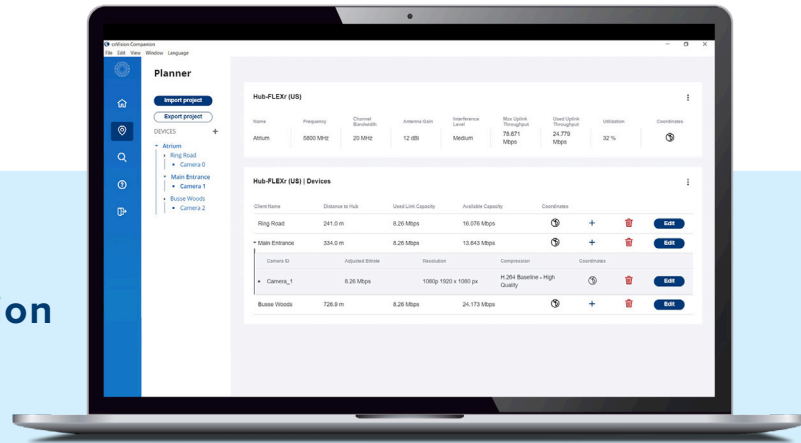 cnVision Companion
File Edit View Window Language
Planner
Import project
Export project
DEVICES +
Atrium
Ring Road
Camera 0
Main Entrance
Camera 1
Busse Woods
Camera 2
Hub-FLEXr (US)
Name Frequency Channel Bandwidth Antenna Gain Interference Level Max Uplink Throughput Used Uplink Throughput Utilization Coordinates
Atrium 5800 MHz 20 MHz 12 dBi Medium 78.671 Mbps 24.779 Mbps 32 %
Hub-FLEXr (US) | Devices
Client Name Distance to Hub Used Link Capacity Available Capacity Coordinates
Ring Road 241.0 m 8.26 Mbps 16.076 Mbps + Edit
Main Entrance 334.0 m 8.26 Mbps 13.643 Mbps + Edit
Camera ID Adjusted Bitrate Resolution Compression Coordinates
Camera_1 8.26 Mbps 1080p 1920 x 1080 px H.264 Baseline - High Quality Edit
Busse Woods 726.9 m 8.26 Mbps 24.173 Mbps + Edit
on